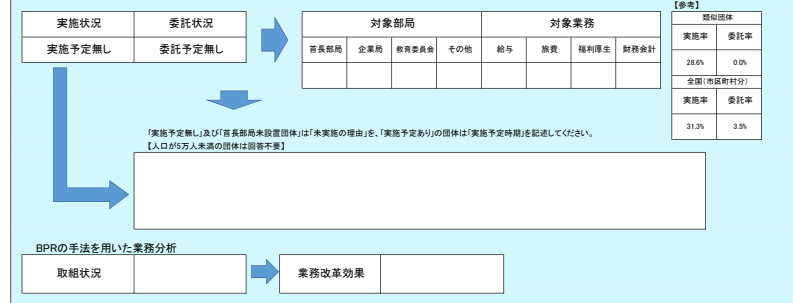 【参考】
実施状況 委託状況
実施予定無し 委託予定無し
対象部局 対象業務
首長部局 企業局 教育委員会 その他 給与 旅費 福利厚生 財務会計
類似団体
実施率 委託率
28.6% 0.0%
全国(市区町村分)
実施率 委託率
31.3% 3.5%
「実施予定無し」及び「首長部局未設置団体」は「未実施の理由」を、「実施予定あり」の団体は「実施予定時期」を記述してください。
【人口が5万人未満の団体は回答不要】
BPRの手法を用いた業務分析
取組状況 業務改革効果